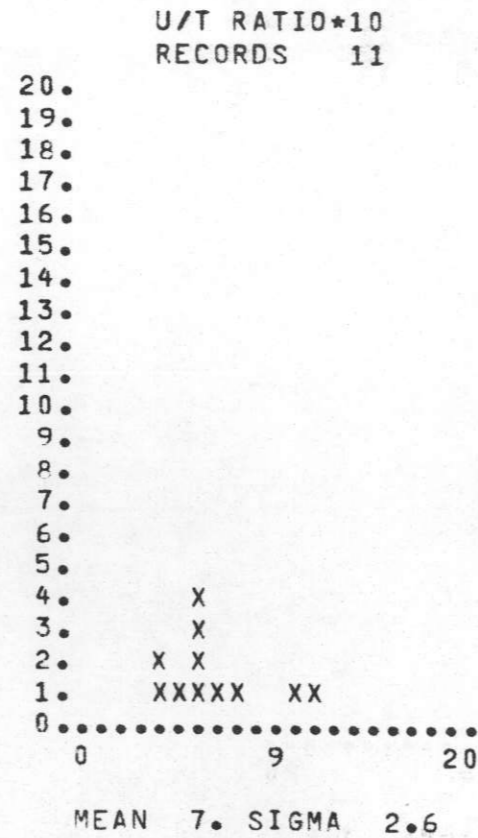 U/T RATIO*10
RECORDS 11
20.
19.
18.
17.
16.
15.
14.
13.
12.
11.
10.
9.
8.
7.
6.
5.
4. X
3. X
2. X X
1. XXXXX XX
0......................
0 9 20
MEAN 7. SIGMA 2.6